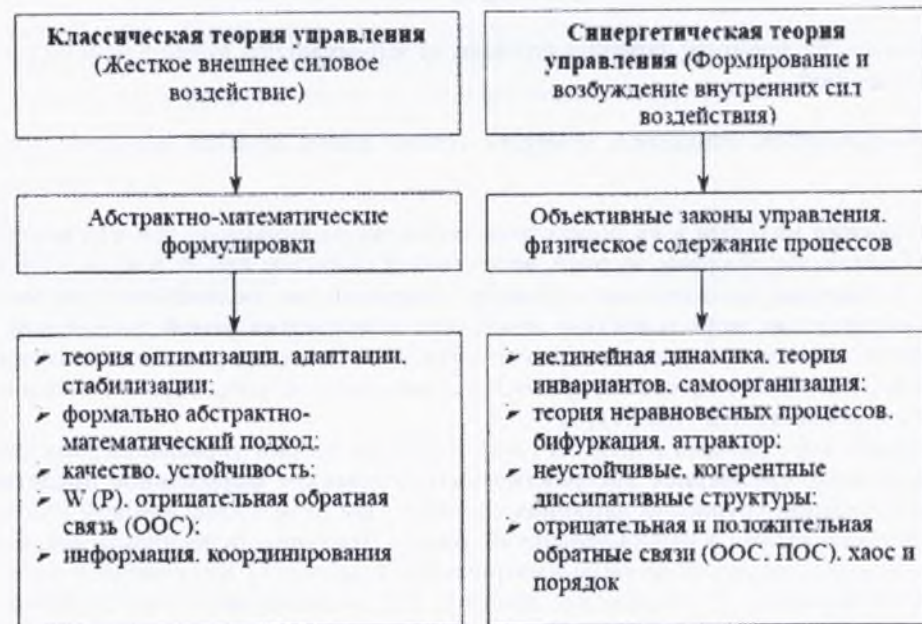 Классическая теория управления
(Жесткое внешнее силовое
воздействие)
Синергетическая теория
управления (Формирование и
возбуждение внутренних сил
воздействия)
Абстрактно-математические
формулировки
Объективные законы управления,
физическое содержание процессов
➢ теория оптимизации, адаптации,
стабилизации;
➢ формально абстрактно-
математический подход;
➢ качество, устойчивость;
➢ W (P), отрицательная обратная
связь (ООС);
➢ информация, координирования
➢ нелинейная динамика, теория
инвариантов, самоорганизация;
➢ теория неравновесных процессов,
бифуркация, аттрактор;
➢ неустойчивые, когерентные
диссипативные структуры;
➢ отрицательная и положительная
обратные связи (ООС, ПОС), хаос и
порядок